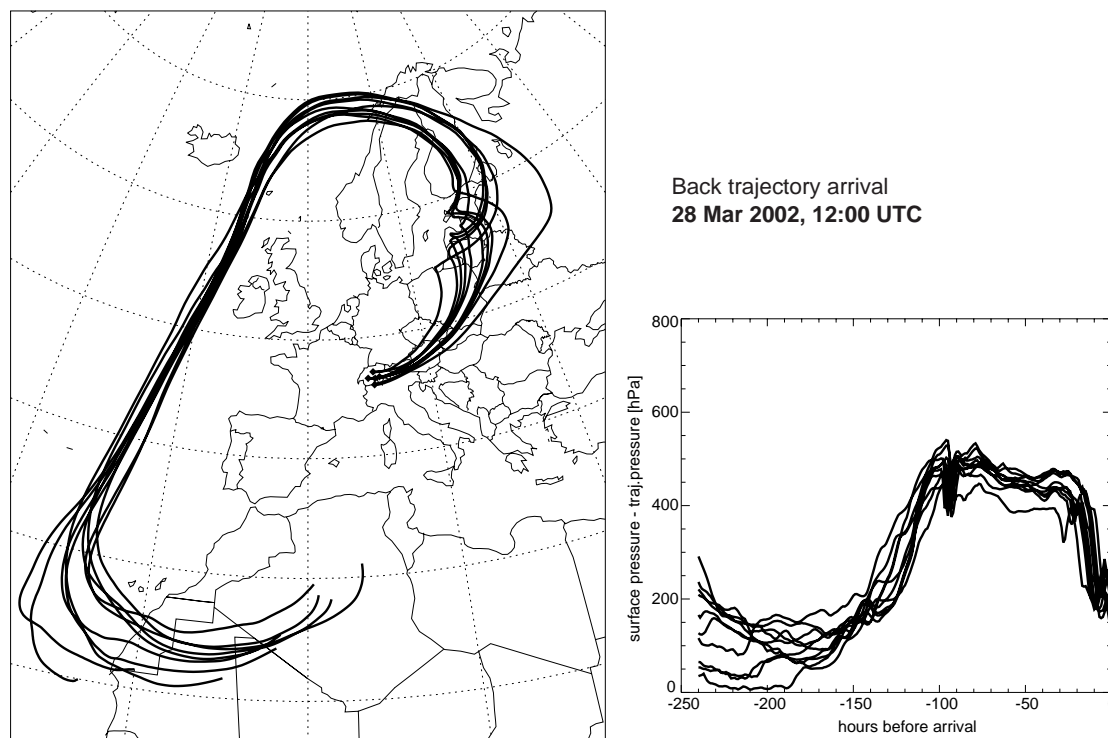 Back trajectory arrival
28 Mar 2002, 12:00 UTC
800
600
400
200
0
surface pressure - traj.pressure [hPa]
-250
-200
-150
-100
-50
hours before arrival